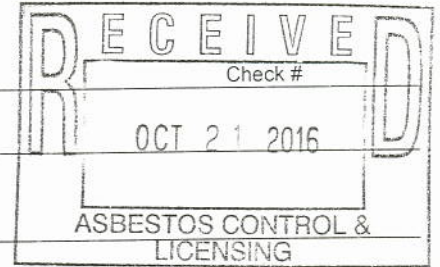 RECEIVED
Check #
OCT 21 2016
ASBESTOS CONTROL &
LICENSING